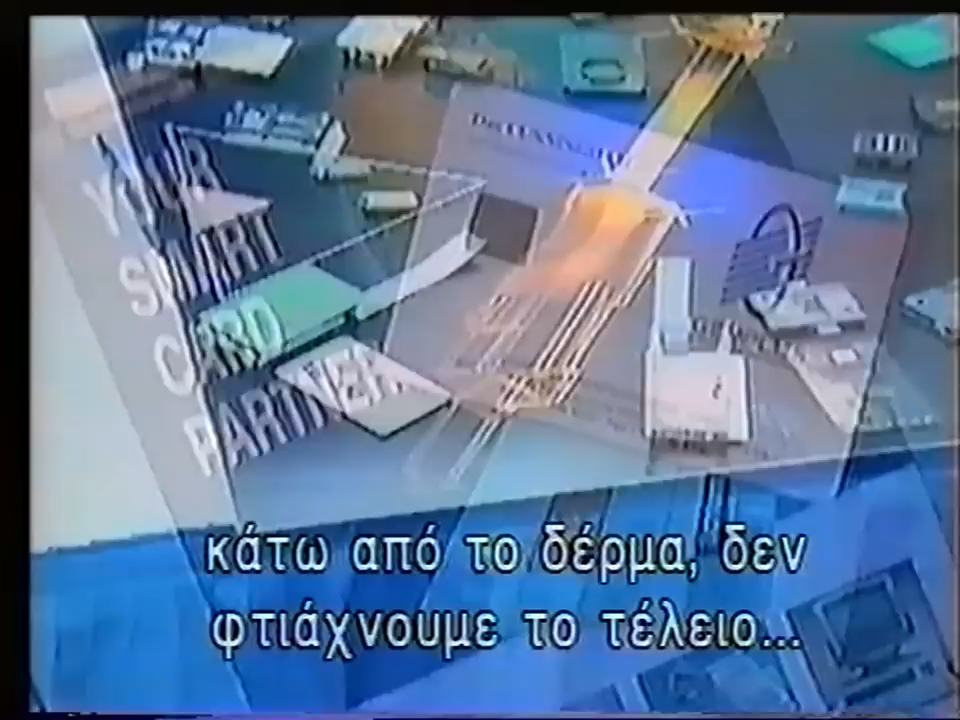 YOUR
SMART
CARD
PARTNER
κάτω από το δέρμα, δεν
φτιάχνουμε το τέλειο...